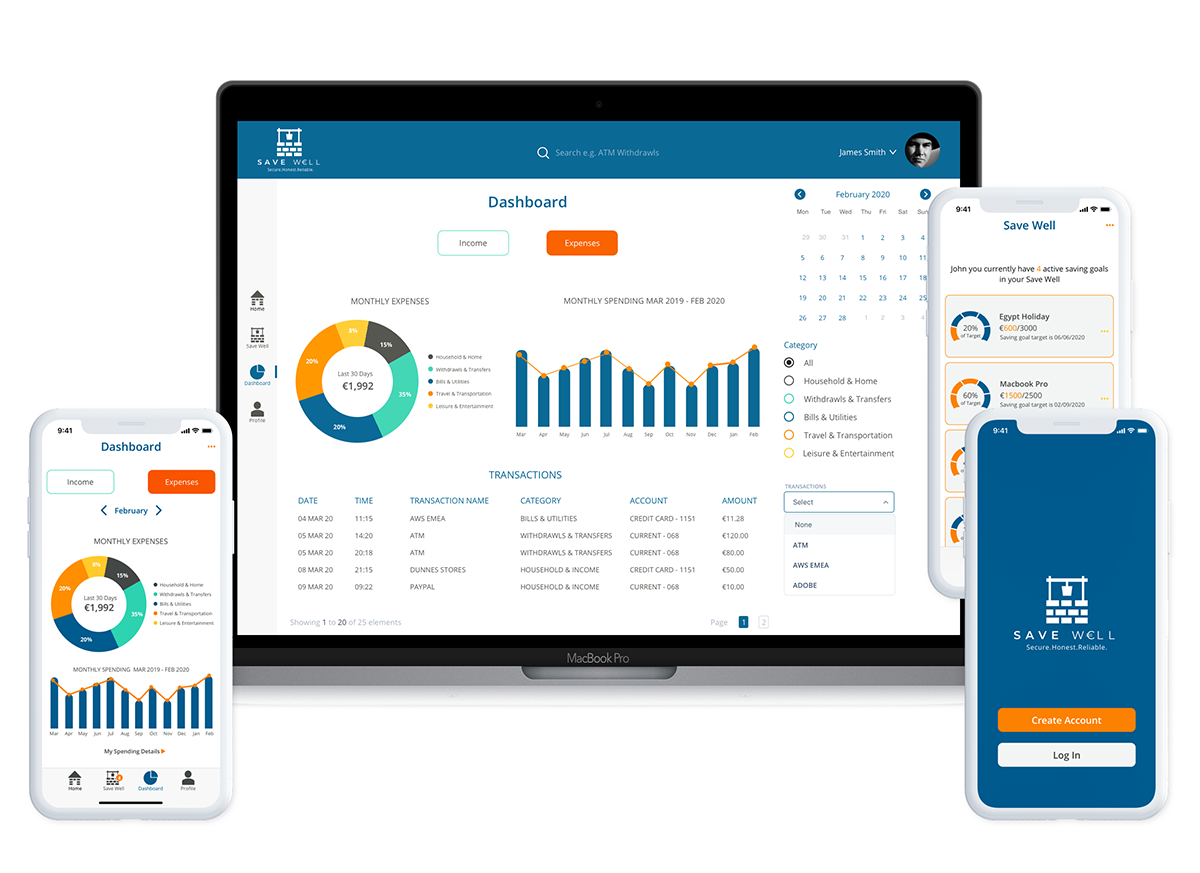 SAVE W€LL
Secure.Honest.Reliable.
Search e.g. ATM Withdrawls
James Smith
Dashboard
Income
Expenses
Home
Save Well
Dashboard
Profile
MONTHLY EXPENSES
8%
15%
20%
35%
20%
Last 30 Days
€1,992
Household & Home
Withdrawls & Transfers
Bills & Utilities
Travel & Transportation
Leisure & Entertainment
MONTHLY SPENDING MAR 2019 - FEB 2020
Mar Apr May Jun Jul Aug Sep Oct Nov Dec Jan Feb
February 2020
Mon Tue Wed Thu Fri Sat Sun
29 30 31 1 2 3 4
5 6 7 8 9 10 11
12 13 14 15 16 17 18
19 20 21 22 23 24 25
26 27 28 1 2 3 4
Category
All
Household & Home
Withdrawls & Transfers
Bills & Utilities
Travel & Transportation
Leisure & Entertainment
TRANSACTIONS
Select
None
ATM
AWS EMEA
ADOBE
TRANSACTIONS
DATE TIME TRANSACTION NAME CATEGORY ACCOUNT AMOUNT
04 MAR 20 11:15 AWS EMEA BILLS & UTILITIES CREDIT CARD - 1151 €11.28
05 MAR 20 14:20 ATM WITHDRAWLS & TRANSFERS CURRENT - 068 €120.00
05 MAR 20 20:18 ATM WITHDRAWLS & TRANSFERS CURRENT - 068 €80.00
08 MAR 20 21:15 DUNNES STORES HOUSEHOLD & INCOME CREDIT CARD - 1151 €50.00
09 MAR 20 09:22 PAYPAL HOUSEHOLD & INCOME CURRENT - 068 €10.00
Showing 1 to 20 of 25 elements
Page 1 2
MacBook Pro
9:41
Dashboard
Income
Expenses
February
MONTHLY EXPENSES
8%
15%
20%
35%
20%
Last 30 Days
€1,992
Household & Home
Withdrawls & Transfers
Bills & Utilities
Travel & Transportation
Leisure & Entertainment
MONTHLY SPENDING MAR 2019 - FEB 2020
Mar Apr May Jun Jul Aug Sep Oct Nov Dec Jan Feb
My Spending Details
Home
Save Well
Dashboard
Profile
9:41
Save Well
John you currently have 4 active saving goals
in your Save Well
20%
of Target
Egypt Holiday
€600/3000
Saving goal target is 06/06/2020
60%
of Target
Macbook Pro
€1500/2500
Saving goal target is 02/09/2020
9:41
SAVE W€LL
Secure.Honest.Reliable.
Create Account
Log In